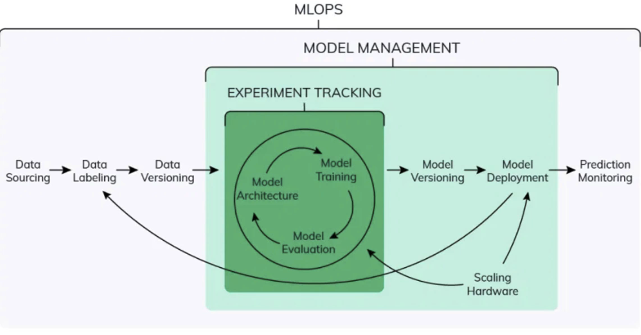 MLOPS
MODEL MANAGEMENT
EXPERIMENT TRACKING
Data
Sourcing
Data
Labeling
Data
Versioning
Model
Architecture
Model
Training
Model
Evaluation
Model
Versioning
Model
Deployment
Prediction
Monitoring
Scaling
Hardware